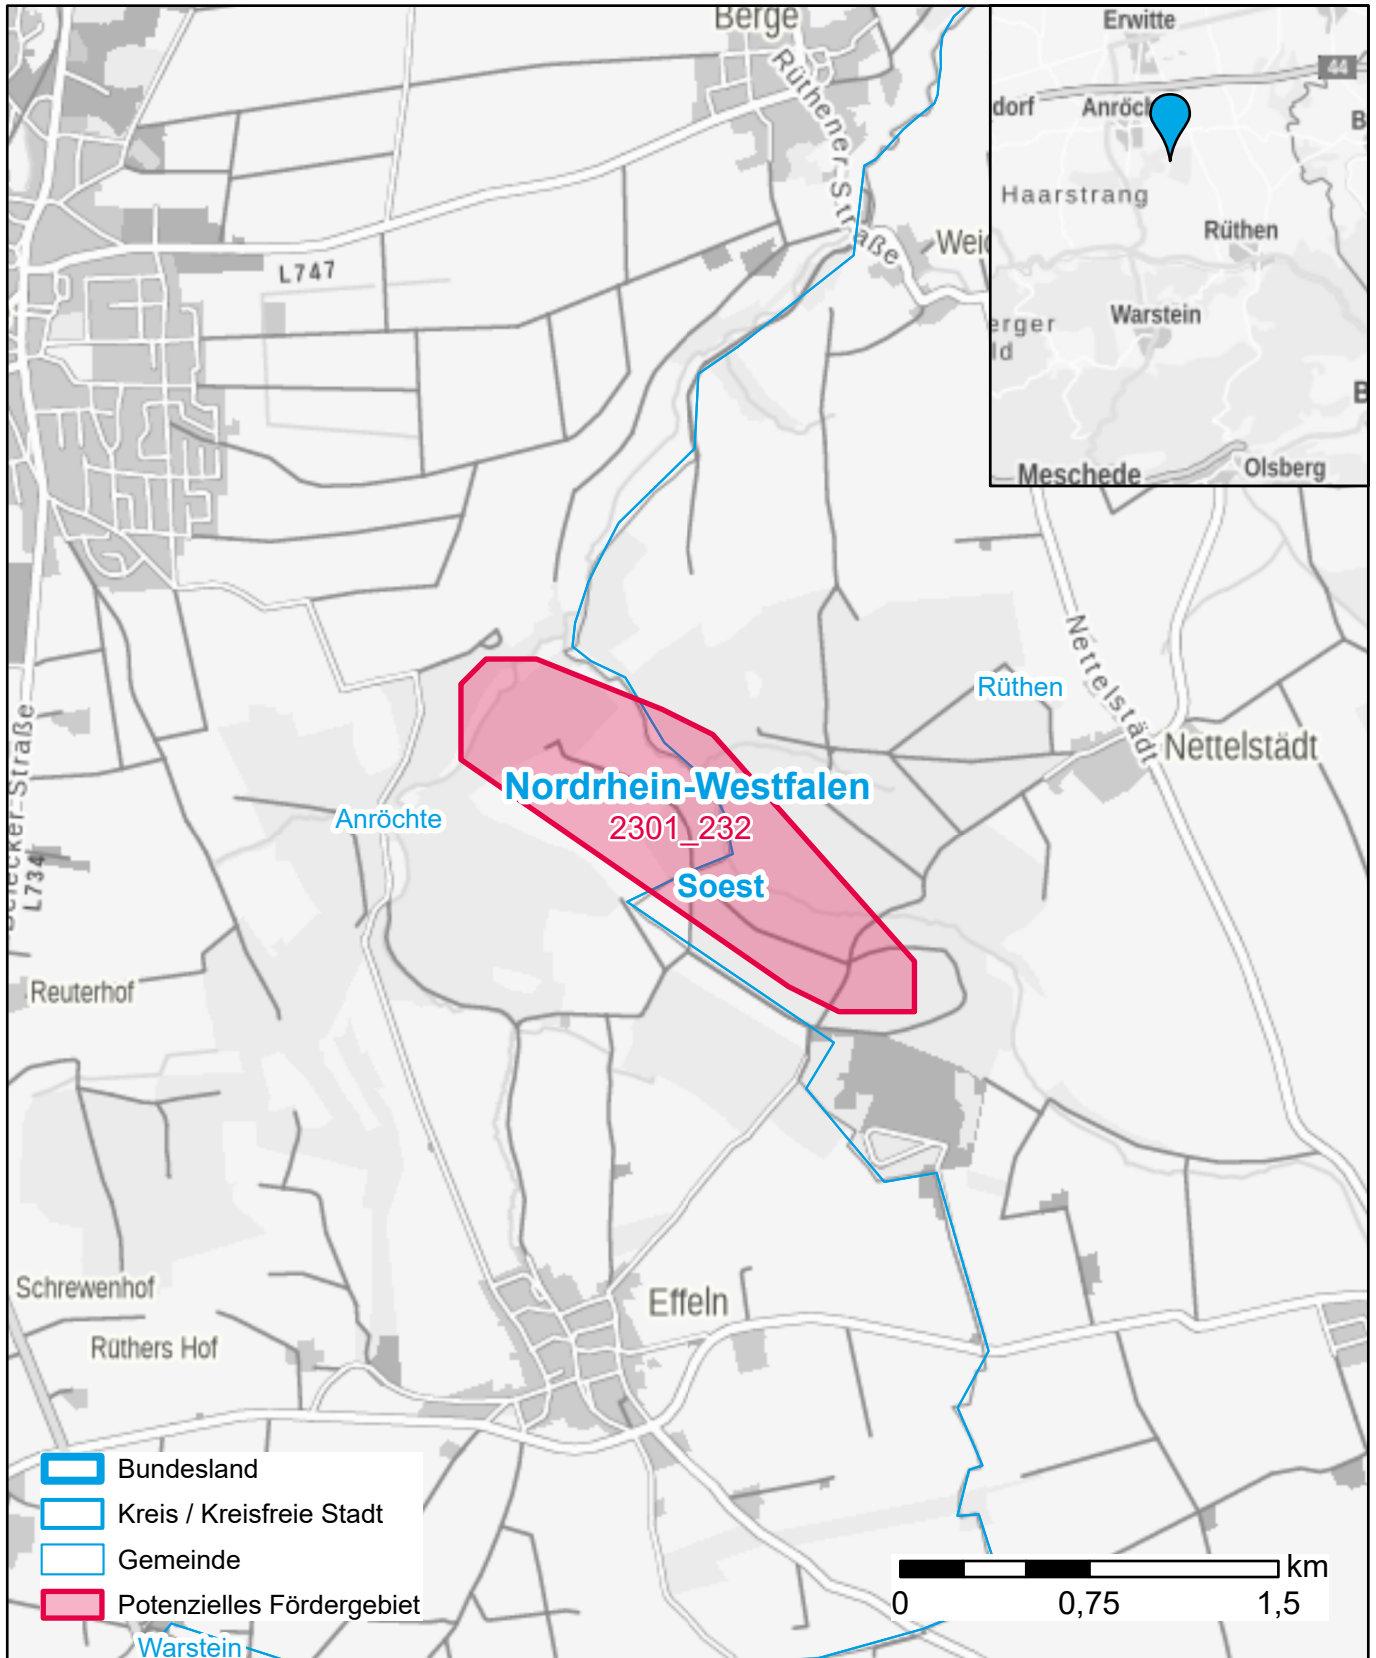 Berge
Rüthener-Straße
Weic
L747
Erwitte
44
dorf
Anröch
B
Haarstrang
Rüthen
erger
ld
Warstein
B
Meschede
Olsberg
Nettelstädt
Rüthen
Nettelstädt
Nordrhein-Westfalen
2301_232
Soest
Anröchte
L734
Reuterhof
Schrewenhof
Rüthers Hof
Effeln
Bundesland
Kreis / Kreisfreie Stadt
Gemeinde
Potenzielles Fördergebiet
Warstein
km
0 0,75 1,5